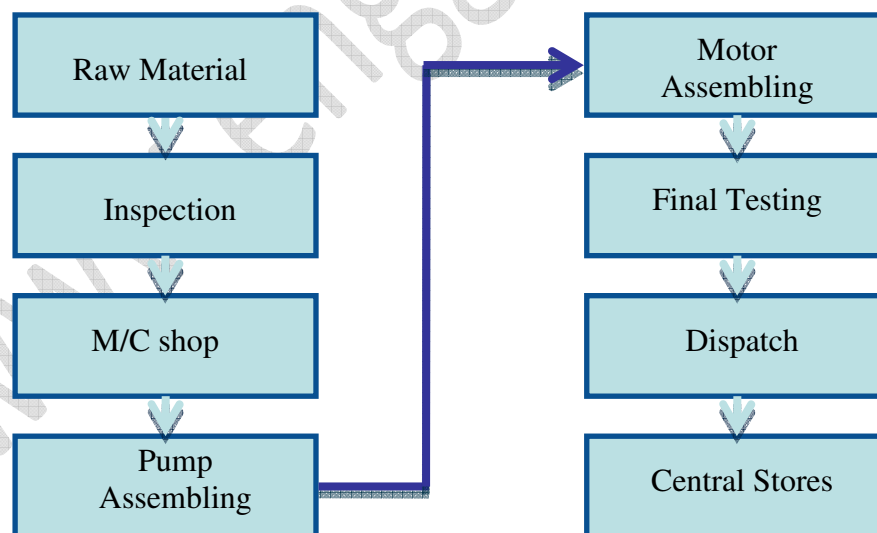 Raw Material
Inspection
M/C shop
Pump
Assembling
Motor
Assembling
Final Testing
Dispatch
Central Stores